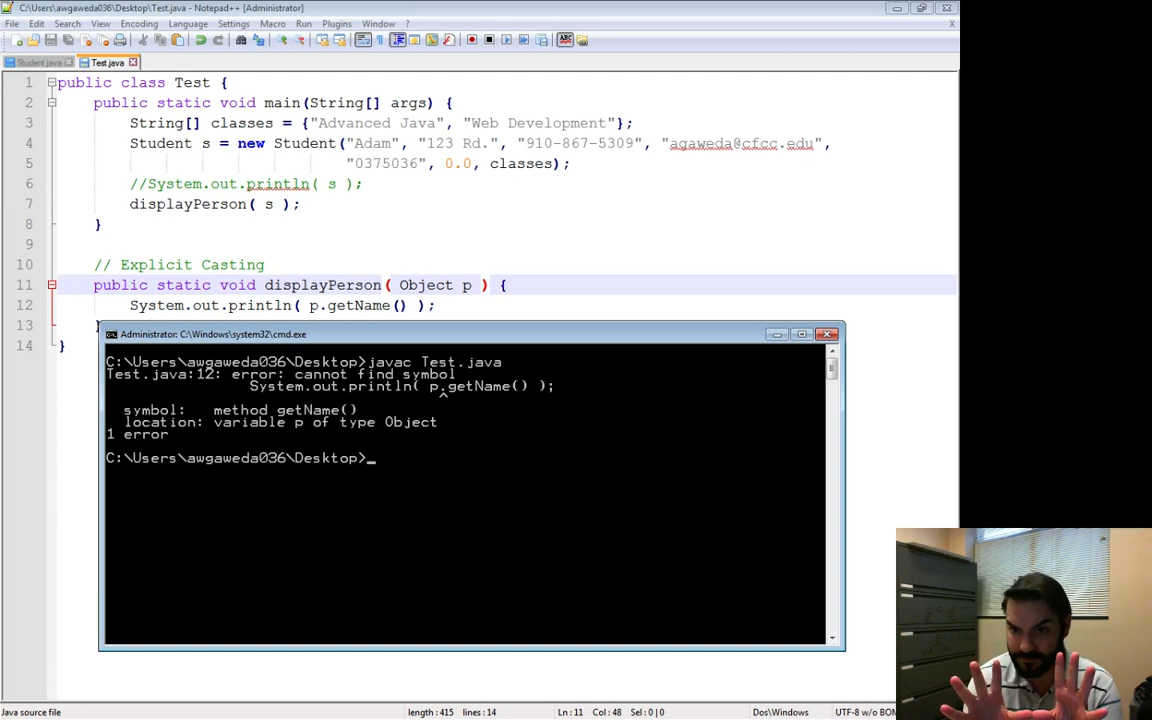 C:\Users\awgaweda036\Desktop\Test.java - Notepad++ [Administrator]
File Edit Search View Encoding Language Settings Macro Run Plugins Window ? X
Student.java Test.java
1 public class Test {
2 public static void main(String[] args) {
3 String[] classes = {"Advanced Java", "Web Development"};
4 Student s = new Student("Adam", "123 Rd.", "910-867-5309", "agaweda@cfcc.edu",
5 "0375036", 0.0, classes);
6 //System.out.println( s );
7 displayPerson( s );
8 }
9
10 // Explicit Casting
11 public static void displayPerson( Object p ) {
12 System.out.println( p.getName() );
13 }
14 }
Administrator: C:\Windows\system32\cmd.exe
C:\Users\awgaweda036\Desktop>javac Test.java
Test.java:12: error: cannot find symbol
System.out.println( p.getName() );
^
symbol: method getName()
location: variable p of type Object
1 error
C:\Users\awgaweda036\Desktop>_
Java source file length : 415 lines : 14 Ln : 11 Col : 48 Sel : 0 | 0 Dos\Windows UTF-8 w/o BOM